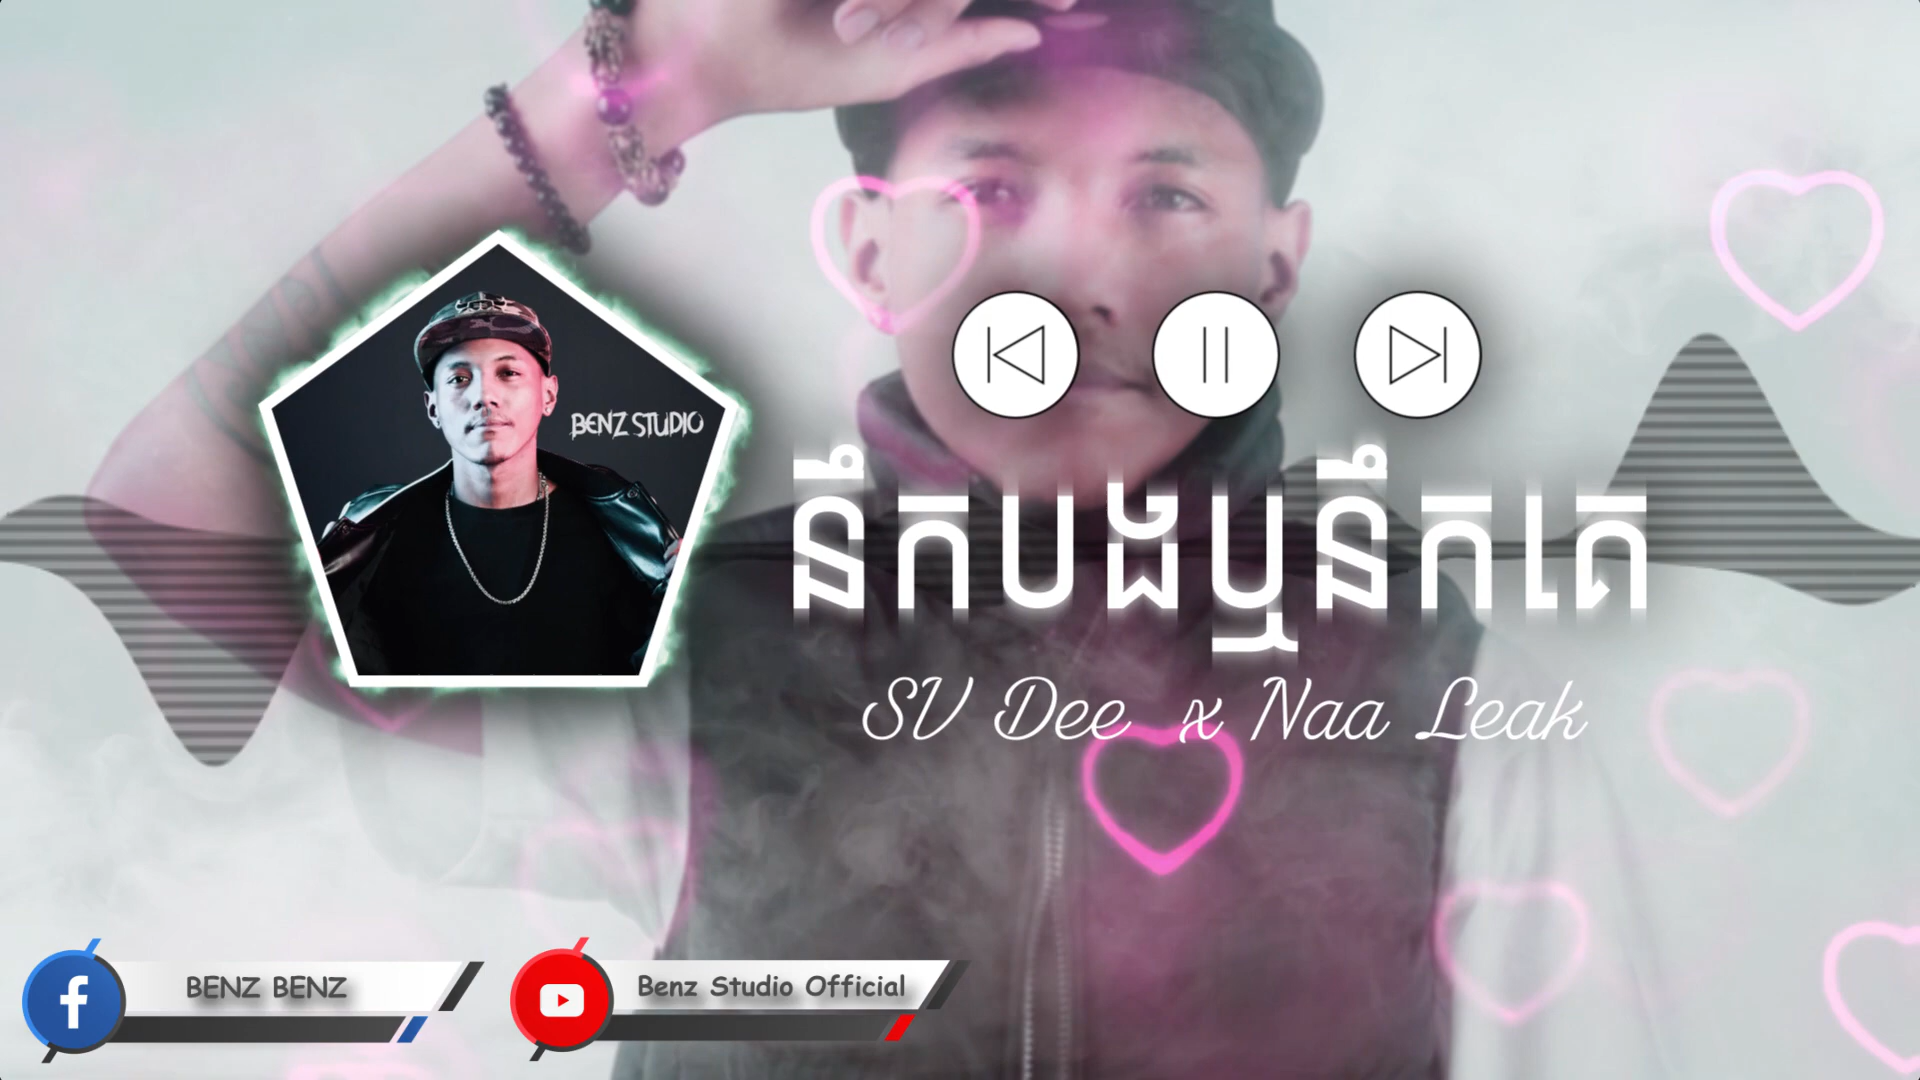 BENZ STUDIO
នឹកបងឬនឹកគេ
SV Dee x Naa Leak
BENZ BENZ
Benz Studio Official